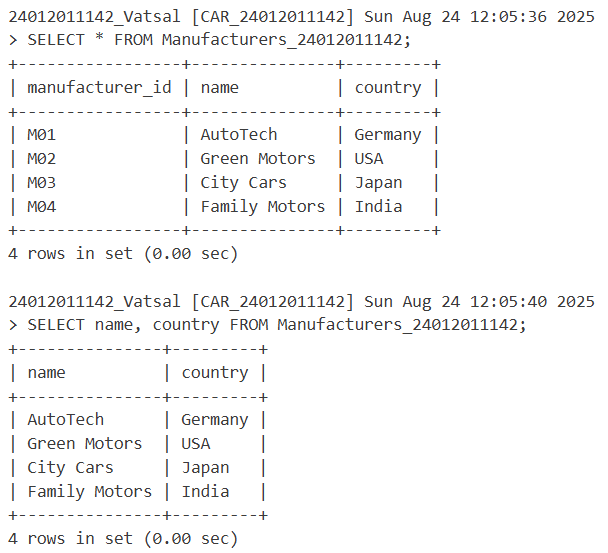 24012011142_Vatsal [CAR_24012011142] Sun Aug 24 12:05:36 2025
> SELECT * FROM Manufacturers_24012011142;
+-----------------+---------------+---------+
| manufacturer_id | name          | country |
+-----------------+---------------+---------+
| M01             | AutoTech      | Germany |
| M02             | Green Motors  | USA     |
| M03             | City Cars     | Japan   |
| M04             | Family Motors | India   |
+-----------------+---------------+---------+
4 rows in set (0.00 sec)

24012011142_Vatsal [CAR_24012011142] Sun Aug 24 12:05:40 2025
> SELECT name, country FROM Manufacturers_24012011142;
+---------------+---------+
| name          | country |
+---------------+---------+
| AutoTech      | Germany |
| Green Motors  | USA     |
| City Cars     | Japan   |
| Family Motors | India   |
+---------------+---------+
4 rows in set (0.00 sec)